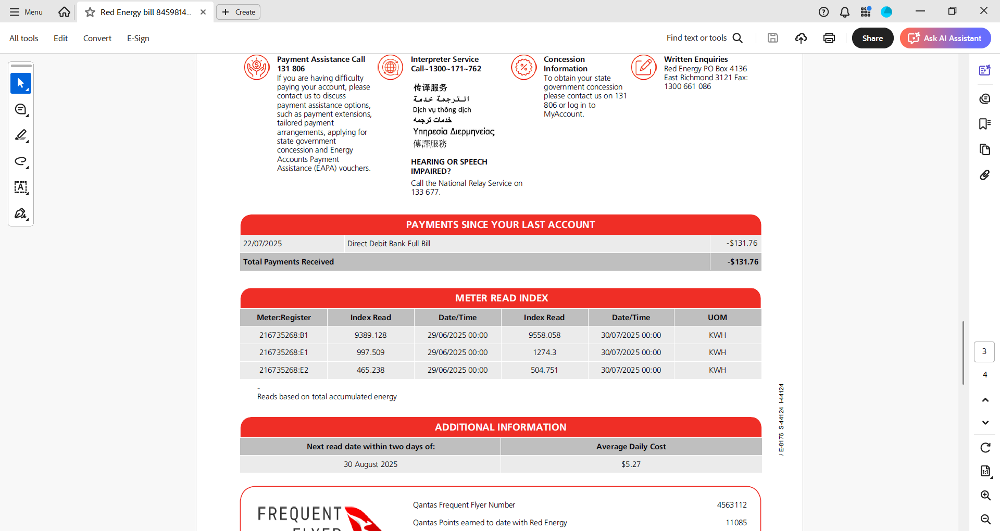 Menu
Red Energy bill 8459814...
Create
All tools
Edit
Convert
E-Sign
Find text or tools
Share
Ask AI Assistant
Payment Assistance Call
131 806
If you are having difficulty
paying your account, please
contact us to discuss
payment assistance options,
such as payment extensions,
tailored payment
arrangements, applying for
state government
concession and Energy
Accounts Payment
Assistance (EAPA) vouchers.
Interpreter Service
Call~1300~171~762
传译服务
الترجمة خدمة
Dịch vụ thông dịch
خدمات ترجمه
Υπηρεσία Διερμηνείας
傳譯服務
HEARING OR SPEECH
IMPAIRED?
Call the National Relay Service on
133 677.
Concession
Information
To obtain your state
government concession
please contact us on 131
806 or log in to
MyAccount.
Written Enquiries
Red Energy PO Box 4136
East Richmond 3121 Fax:
1300 661 086
PAYMENTS SINCE YOUR LAST ACCOUNT
22/07/2025 Direct Debit Bank Full Bill -$131.76
Total Payments Received -$131.76
METER READ INDEX
Meter:Register Index Read Date/Time Index Read Date/Time UOM
216735268:B1 9389.128 29/06/2025 00:00 9558.058 30/07/2025 00:00 KWH
216735268:E1 997.509 29/06/2025 00:00 1274.3 30/07/2025 00:00 KWH
216735268:E2 465.238 29/06/2025 00:00 504.751 30/07/2025 00:00 KWH
-
Reads based on total accumulated energy
/ E-8176 S-44124 I-44124
ADDITIONAL INFORMATION
Next read date within two days of: Average Daily Cost
30 August 2025 $5.27
FREQUENT
FLYER
Qantas Frequent Flyer Number 4563112
Qantas Points earned to date with Red Energy 11085
3
4